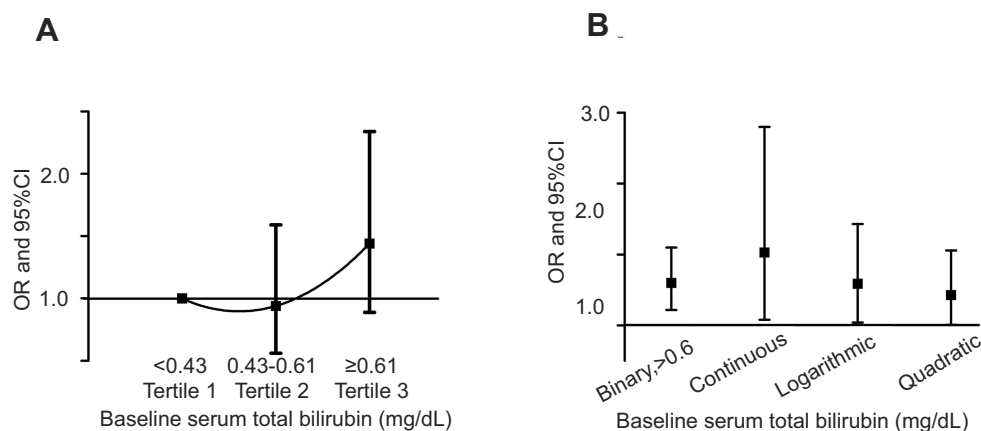 A
OR and 95%CI
2.0
1.0
<0.43 0.43-0.61 ≥0.61
Tertile 1 Tertile 2 Tertile 3
Baseline serum total bilirubin (mg/dL)
B
OR and 95%CI
3.0
2.0
1.0
Binary,>0.6
Continuous
Logarithmic
Quadratic
Baseline serum total bilirubin (mg/dL)